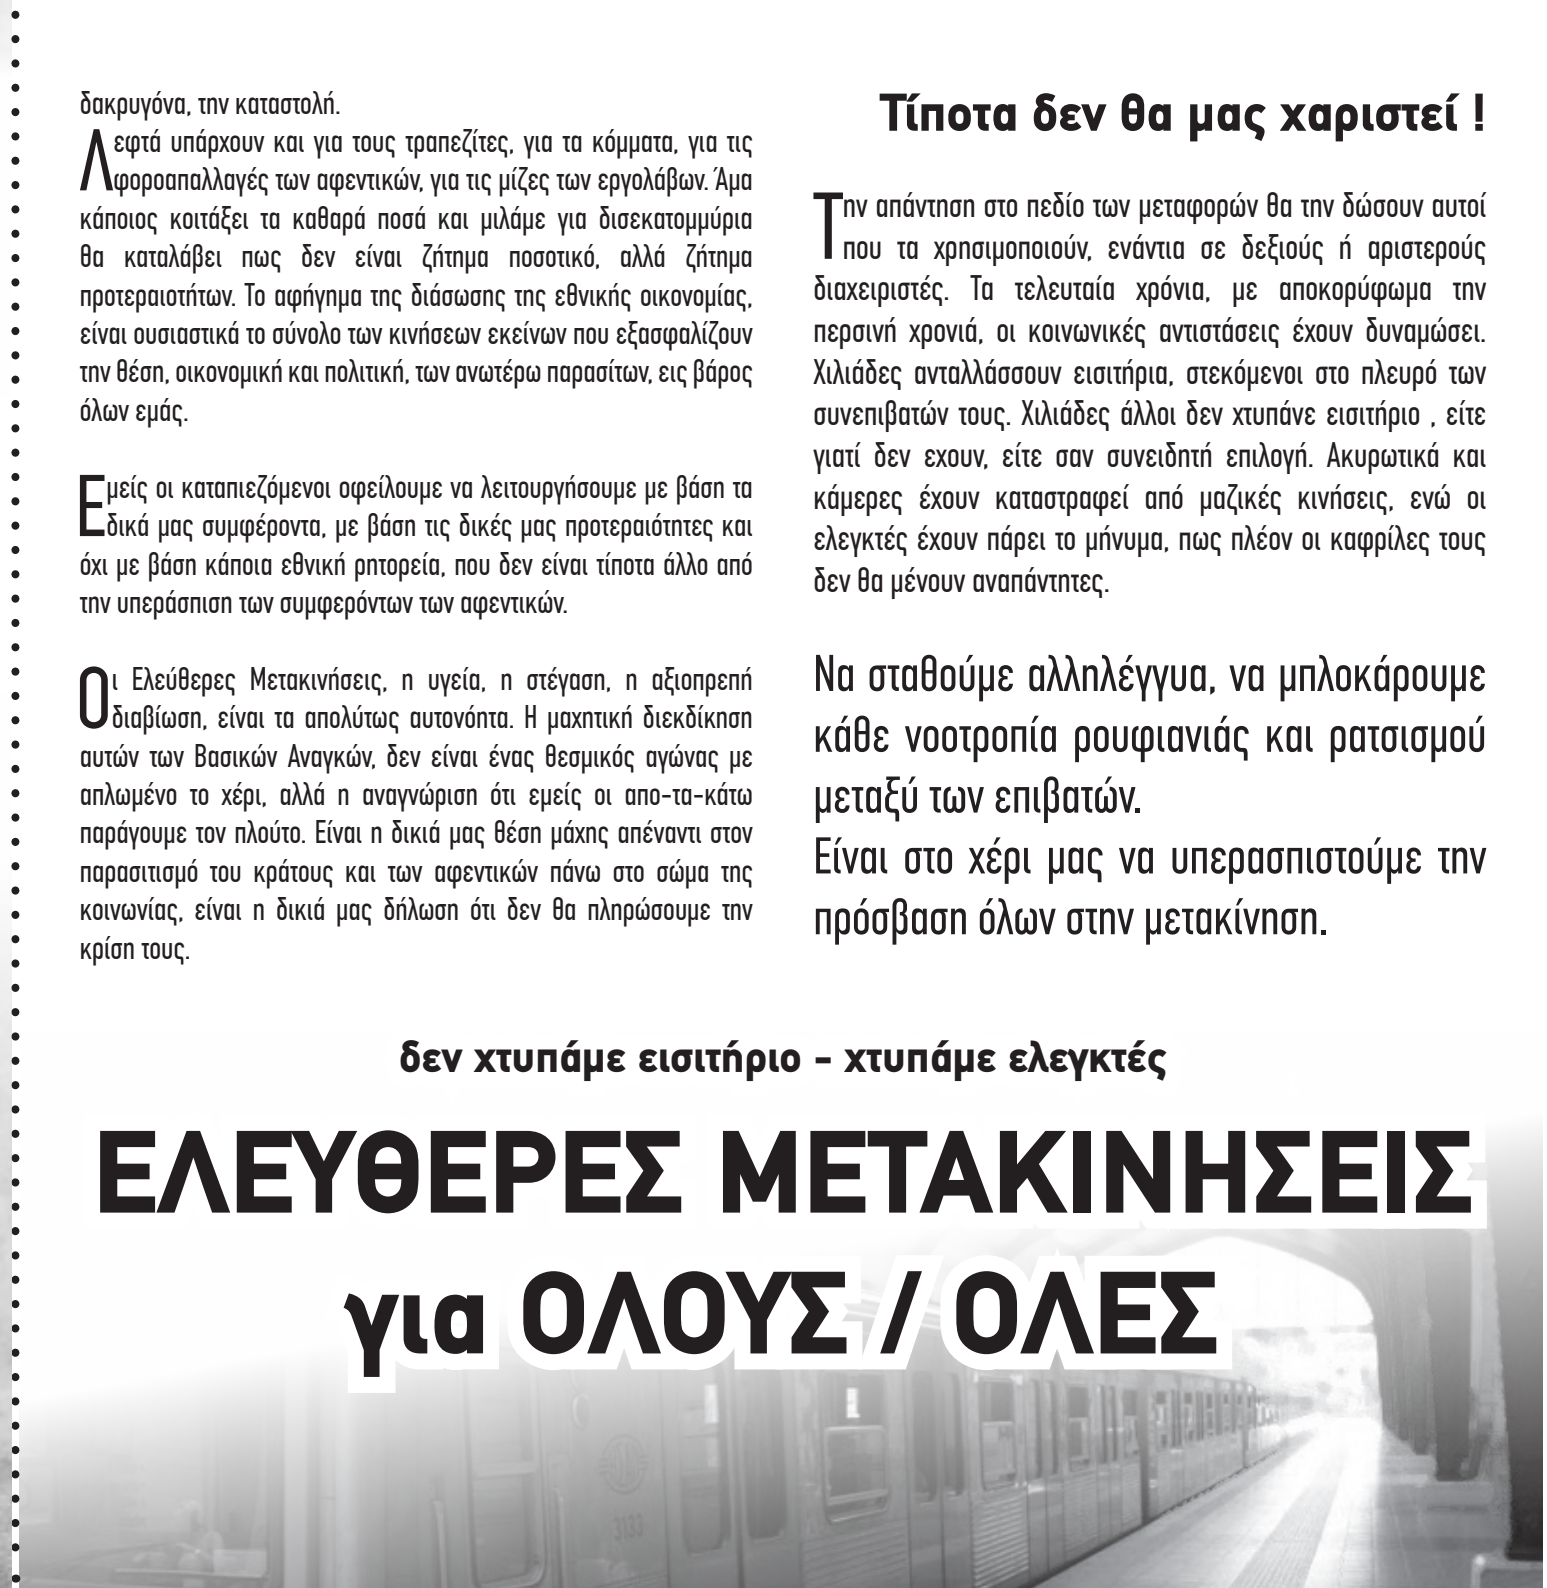 δακρυγόνα, την καταστολή.
Λεφτά υπάρχουν και για τους τραπεζίτες, για τα κόμματα, για τις
φοροαπαλλαγές των αφεντικών, για τις μίζες των εργολάβων. Άμα
κάποιος κοιτάξει τα καθαρά ποσά και μιλάμε για δισεκατομμύρια
θα καταλάβει πως δεν είναι ζήτημα ποσοτικό, αλλά ζήτημα
προτεραιοτήτων. Το αφήγημα της διάσωσης της εθνικής οικονομίας,
είναι ουσιαστικά το σύνολο των κινήσεων εκείνων που εξασφαλίζουν
την θέση, οικονομική και πολιτική, των ανωτέρω παρασίτων, εις βάρος
όλων εμάς.
Εμείς οι καταπιεζόμενοι οφείλουμε να λειτουργήσουμε με βάση τα
δικά μας συμφέροντα, με βάση τις δικές μας προτεραιότητες και
όχι με βάση κάποια εθνική ρητορεία, που δεν είναι τίποτα άλλο από
την υπεράσπιση των συμφερόντων των αφεντικών.
Οι Ελεύθερες Μετακινήσεις, η υγεία, η στέγαση, η αξιοπρεπή
διαβίωση, είναι τα απολύτως αυτονόητα. Η μαχητική διεκδίκηση
αυτών των Βασικών Αναγκών, δεν είναι ένας θεσμικός αγώνας με
απλωμένο το χέρι, αλλά η αναγνώριση ότι εμείς οι απο-τα-κάτω
παράγουμε τον πλούτο. Είναι η δικιά μας θέση μάχης απέναντι στον
παρασιτισμό του κράτους και των αφεντικών πάνω στο σώμα της
κοινωνίας, είναι η δικιά μας δήλωση ότι δεν θα πληρώσουμε την
κρίση τους.
Τίποτα δεν θα μας χαριστεί !
Την απάντηση στο πεδίο των μεταφορών θα την δώσουν αυτοί
που τα χρησιμοποιούν, ενάντια σε δεξιούς ή αριστερούς
διαχειριστές. Τα τελευταία χρόνια, με αποκορύφωμα την
περσινή χρονιά, οι κοινωνικές αντιστάσεις έχουν δυναμώσει.
Χιλιάδες ανταλλάσσουν εισιτήρια, στεκόμενοι στο πλευρό των
συνεπιβατών τους. Χιλιάδες άλλοι δεν χτυπάνε εισιτήριο , είτε
γιατί δεν εχουν, είτε σαν συνειδητή επιλογή. Ακυρωτικά και
κάμερες έχουν καταστραφεί από μαζικές κινήσεις, ενώ οι
ελεγκτές έχουν πάρει το μήνυμα, πως πλέον οι καφρίλες τους
δεν θα μένουν αναπάντητες.
Να σταθούμε αλληλέγγυα, να μπλοκάρουμε
κάθε νοοτροπία ρουφιανιάς και ρατσισμού
μεταξύ των επιβατών.
Είναι στο χέρι μας να υπερασπιστούμε την
πρόσβαση όλων στην μετακίνηση.
δεν χτυπάμε εισιτήριο - χτυπάμε ελεγκτές
ΕΛΕΥΘΕΡΕΣ ΜΕΤΑΚΙΝΗΣΕΙΣ
για ΟΛΟΥΣ / ΟΛΕΣ
3133